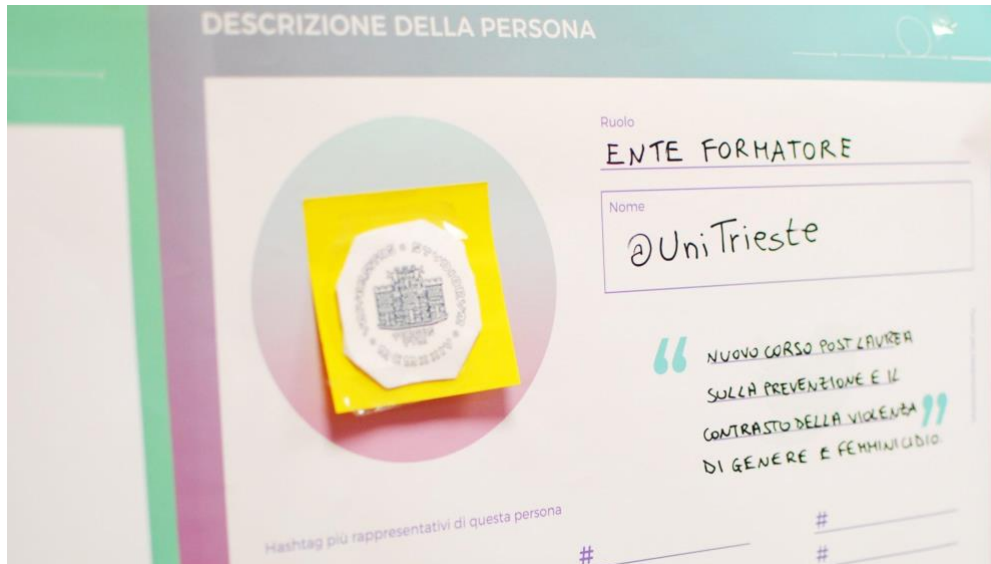 DESCRIZIONE DELLA PERSONA
Ruolo
ENTE FORMATORE
Nome
@UniTrieste
“ NUOVO CORSO POST LAUREA
SULLA PREVENZIONE E IL
CONTRASTO DELLA VIOLENZA ”
DI GENERE E FEMMINICIDIO.
Hashtag più rappresentativi di questa persona
#
#
#